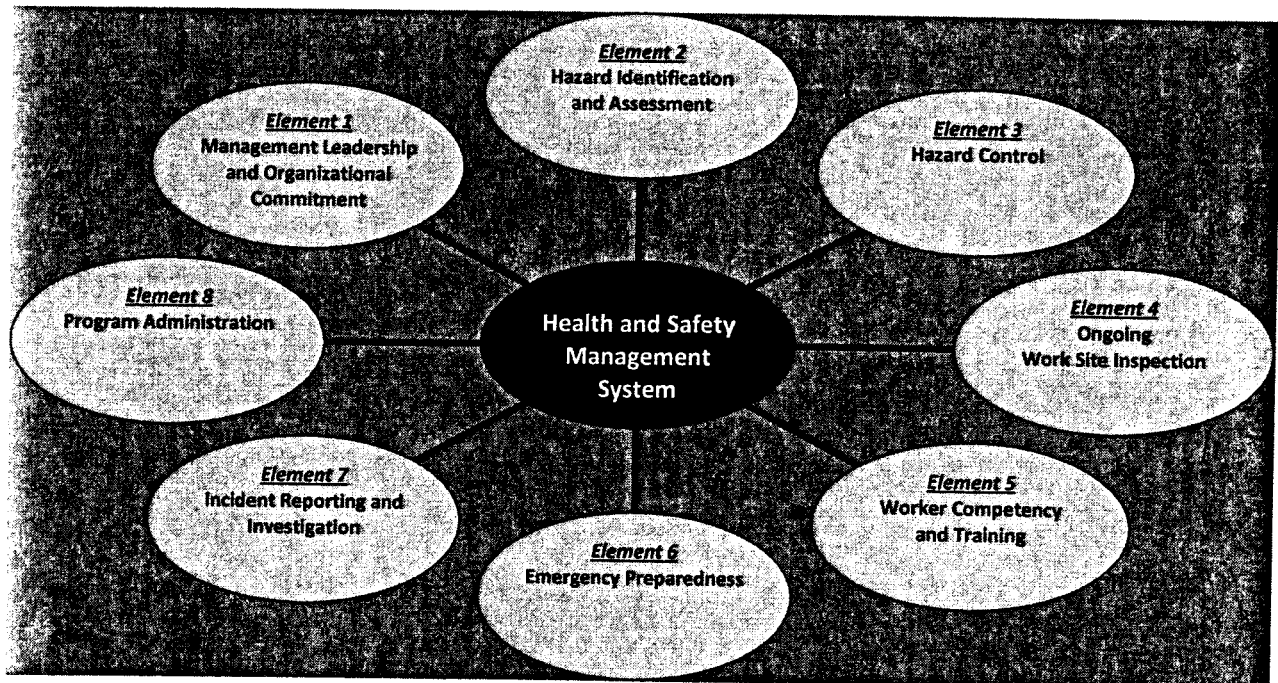 Element 1
Management Leadership
and Organizational
Commitment
Element 2
Hazard Identification
and Assessment
Element 3
Hazard Control
Element 4
Ongoing
Work Site Inspection
Element 5
Worker Competency
and Training
Element 6
Emergency Preparedness
Element 7
Incident Reporting and
Investigation
Element 8
Program Administration
Health and Safety
Management
System